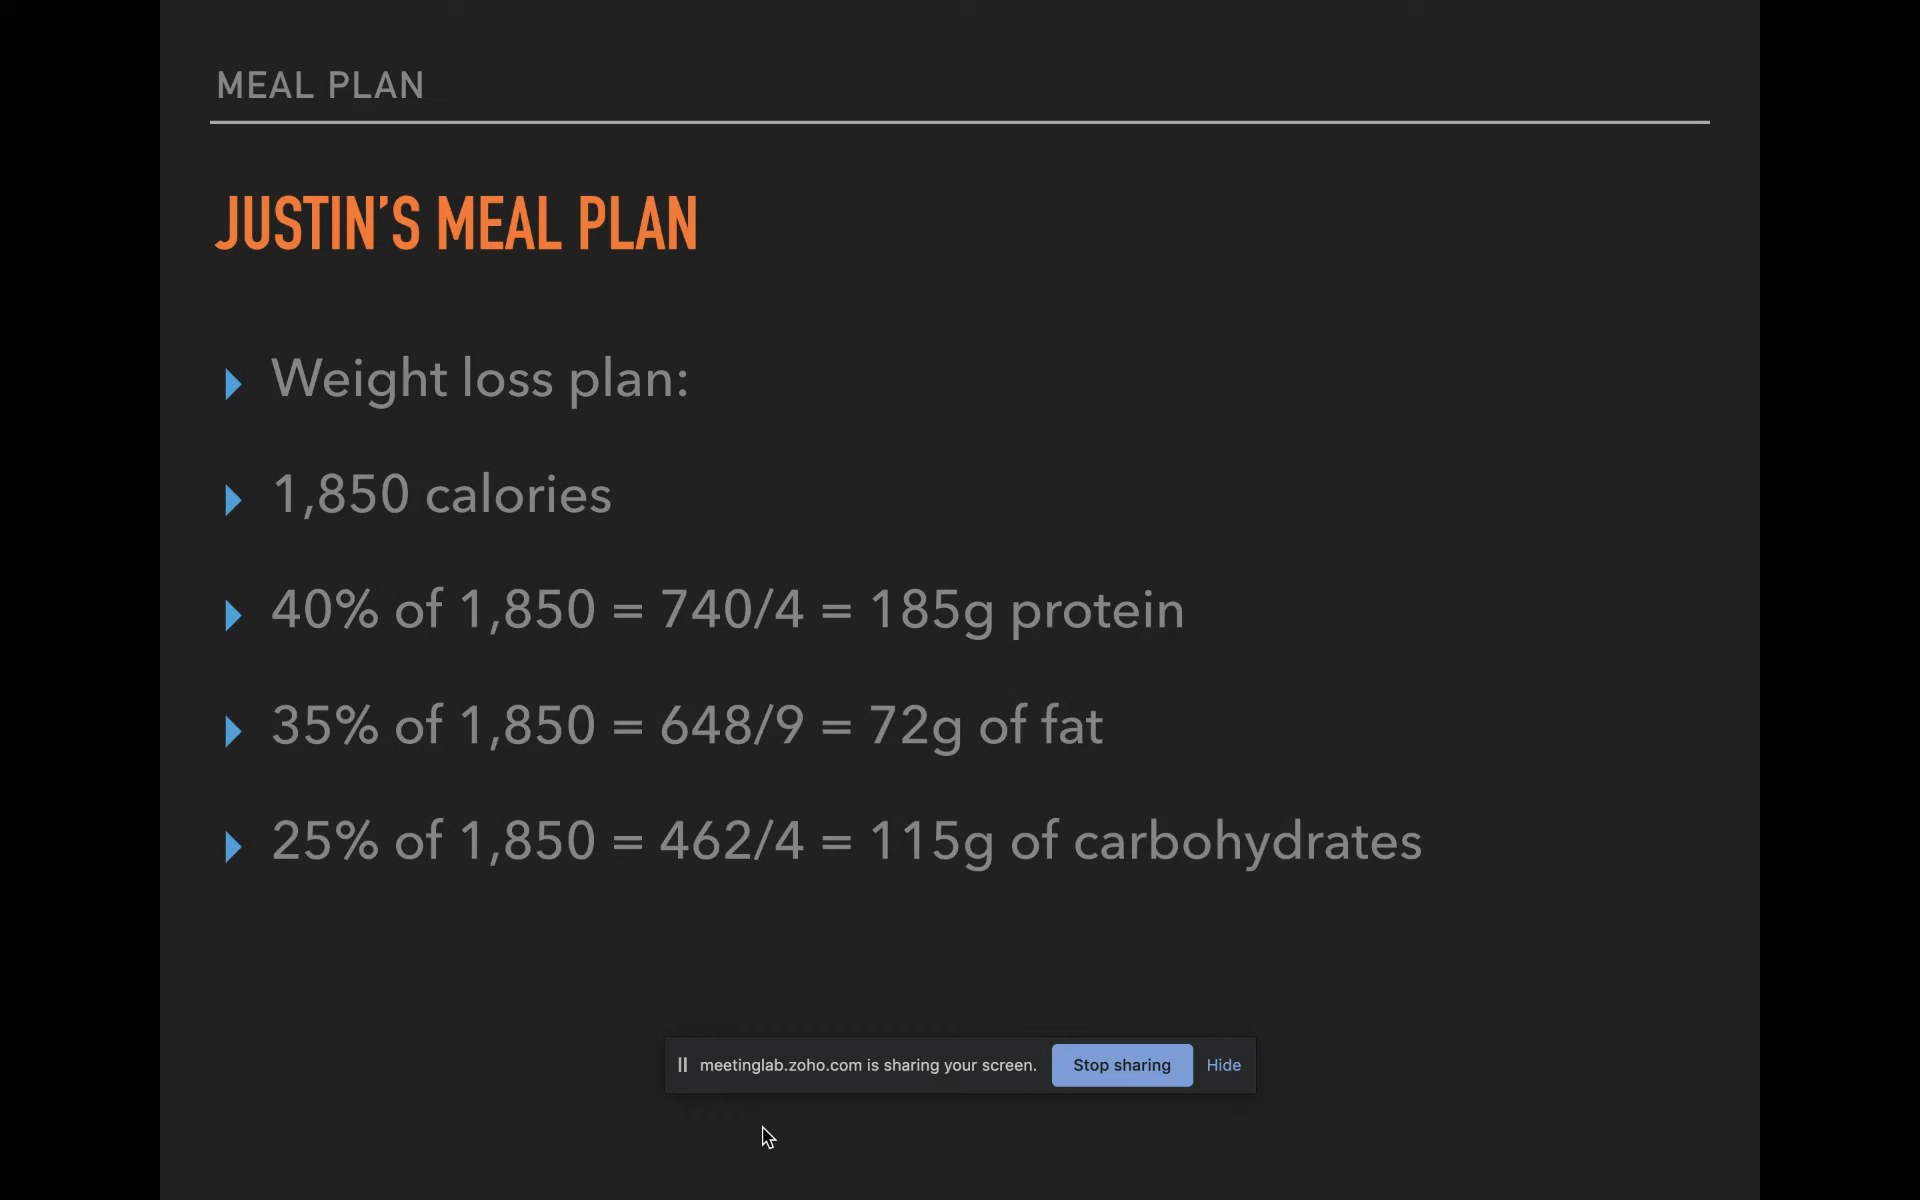 MEAL PLAN
JUSTIN’S MEAL PLAN
Weight loss plan:
1,850 calories
40% of 1,850 = 740/4 = 185g protein
35% of 1,850 = 648/9 = 72g of fat
25% of 1,850 = 462/4 = 115g of carbohydrates
meetinglab.zoho.com is sharing your screen. Stop sharing Hide